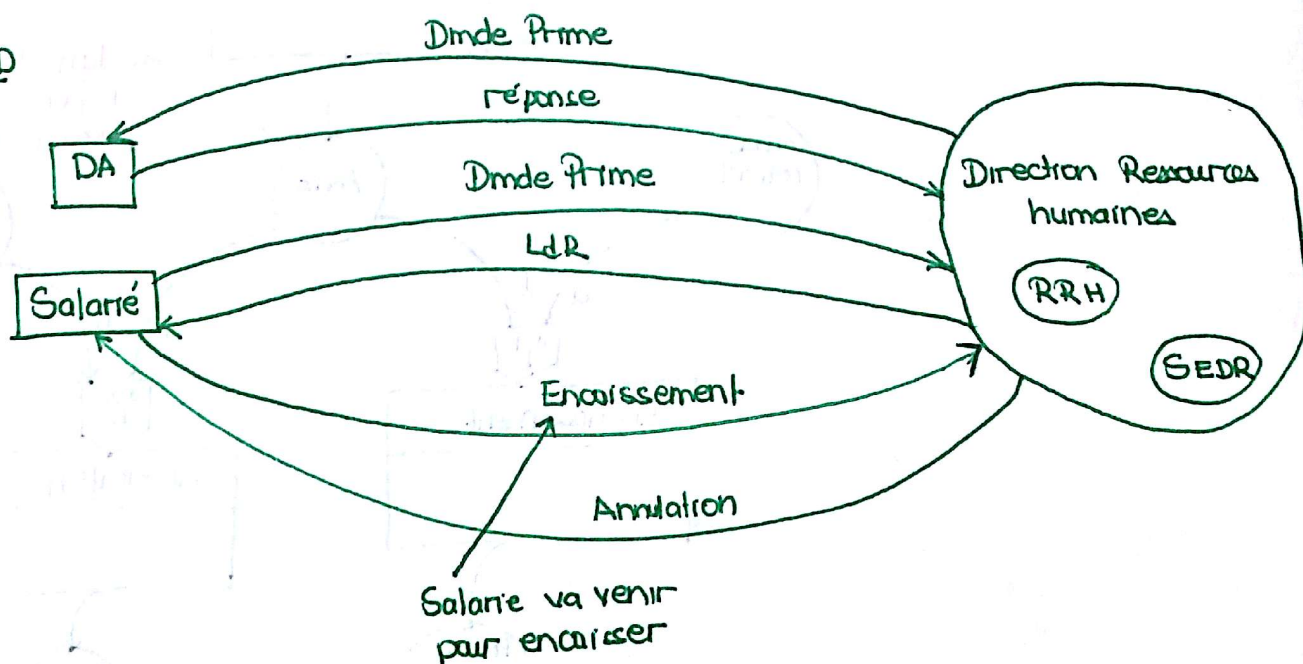 Dmde Prime
réponse
DA
Dmde Prime
Direction Ressources
humaines
LdR
RRH
Salarié
SEDR
Encaissement
Annulation
Salarie va venir
pour encaisser